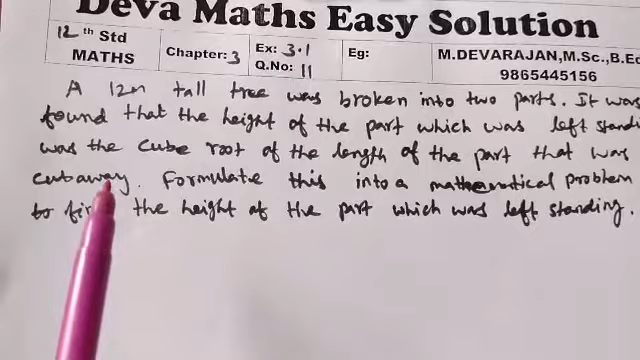 Deva Maths Easy Solution
12th Std MATHS
Chapter: 3
Ex: 3.1
Q.No: 11
Eg:
M.DEVARAJAN,M.Sc.,B.Ed
9865445156
A 12m tall tree was broken into two parts. It was
found that the height of the part which was left standi
was the cube root of the length of the part that was
cut away. Formulate this into a mathematical problem
to fin the height of the part which was left standing.